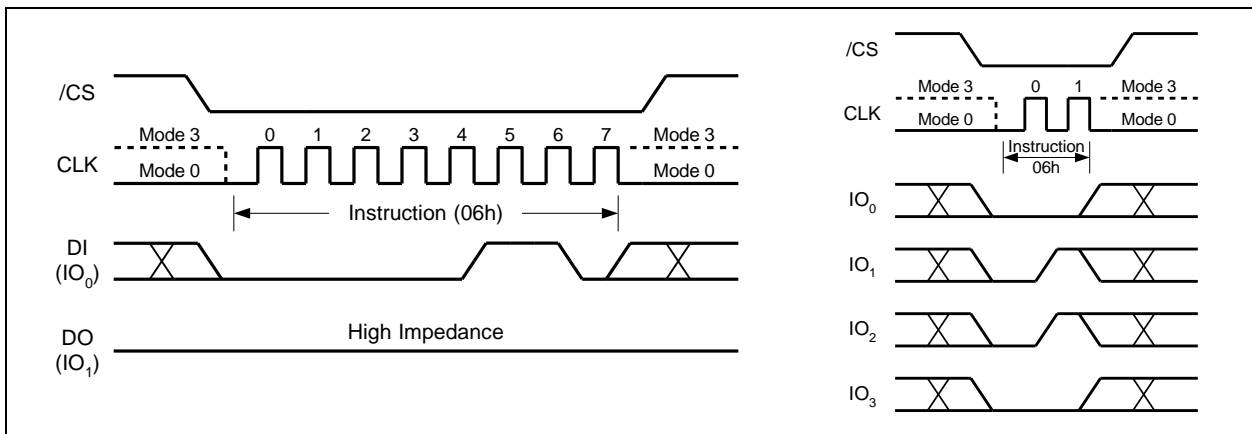 /CS
Mode 3 0 1 2 3 4 5 6 7 Mode 3
CLK Mode 0 Mode 0
Instruction (06h)
DI
(IO₀)
DO High Impedance
(IO₁)
/CS
Mode 3 0 1 Mode 3
CLK Mode 0 Mode 0
Instruction
06h
IO₀
IO₁
IO₂
IO₃